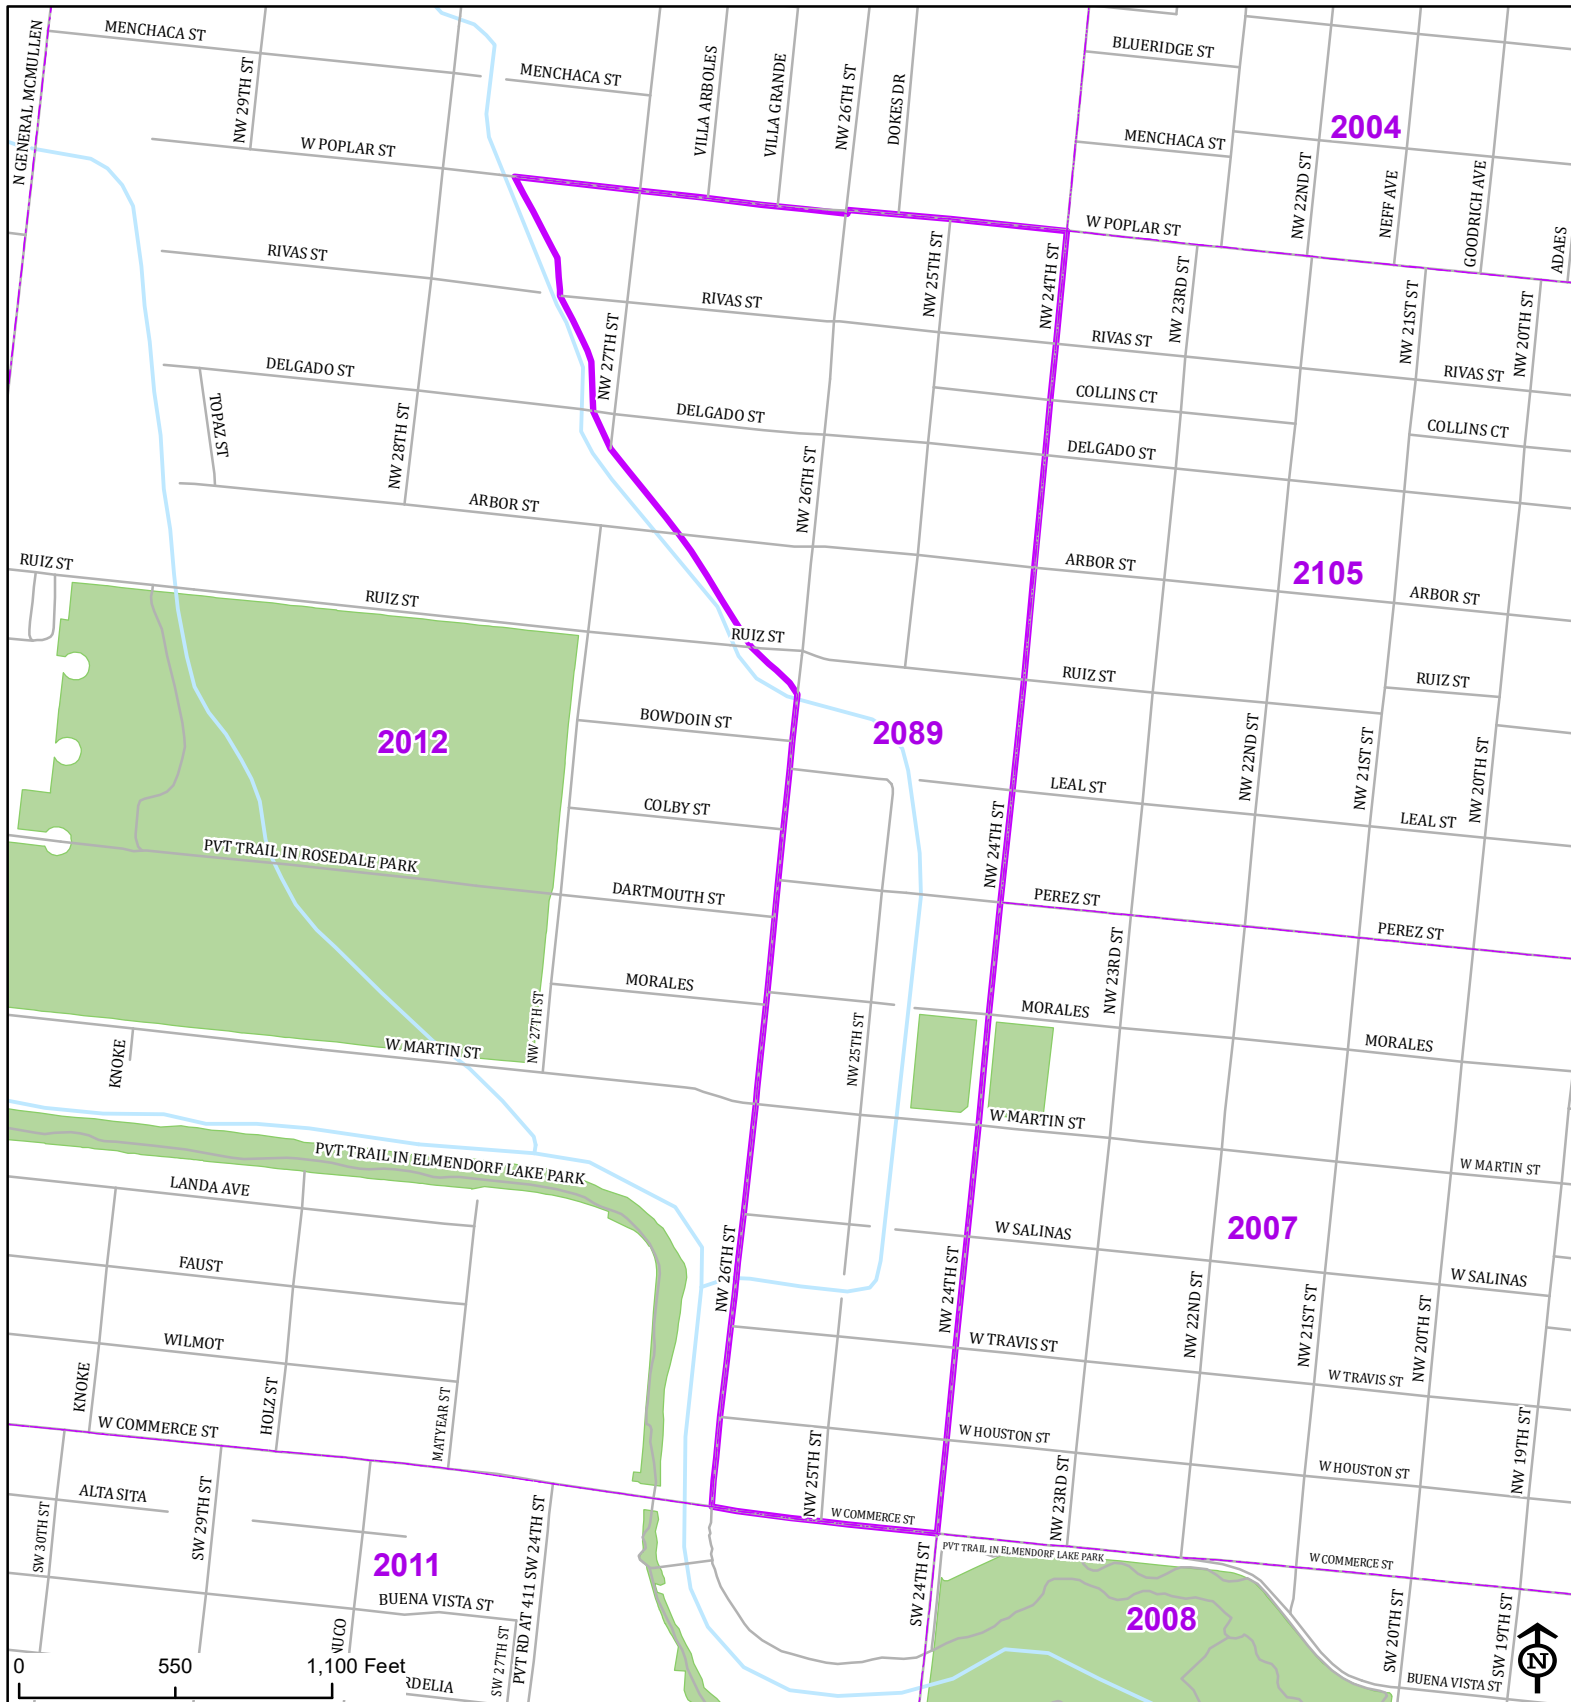 MENCHACA ST
N GENERAL MCMULLEN
NW 29TH ST
MENCHACA ST
VILLA ARBOLES
VILLA GRANDE
NW 26TH ST
DOKES DR
BLUERIDGE ST
2004
MENCHACA ST
W POPLAR ST
NW 22ND ST
NEFF AVE
GOODRICH AVE
ADAES
W POPLAR ST
RIVAS ST
NW 25TH ST
NW 24TH ST
NW 23RD ST
NW 21ST ST
NW 20TH ST
RIVAS ST
RIVAS ST
NW 27TH ST
DELGADO ST
RIVAS ST
TOPAZ ST
NW 28TH ST
DELGADO ST
COLLINS CT
COLLINS CT
DELGADO ST
NW 26TH ST
ARBOR ST
RUIZ ST
ARBOR ST
2105
ARBOR ST
RUIZ ST
RUIZ ST
RUIZ ST
RUIZ ST
2012
BOWDOIN ST
2089
NW 22ND ST
NW 21ST ST
NW 20TH ST
LEAL ST
COLBY ST
LEAL ST
NW 24TH ST
PVT TRAIL IN ROSEDALE PARK
DARTMOUTH ST
PEREZ ST
PEREZ ST
NW 23RD ST
MORALES
MORALES
MORALES
NW 27TH ST
NW 25TH ST
W MARTIN ST
KNOKE
W MARTIN ST
W MARTIN ST
PVT TRAIL IN ELMENDORF LAKE PARK
LANDA AVE
W SALINAS
2007
NW 26TH ST
NW 24TH ST
FAUST
W SALINAS
NW 22ND ST
NW 21ST ST
NW 20TH ST
WILMOT
W TRAVIS ST
W TRAVIS ST
KNOKE
HOLZ ST
MATYEAR ST
W COMMERCE ST
NW 25TH ST
W HOUSTON ST
W HOUSTON ST
NW 19TH ST
NW 23RD ST
ALTA SITA
SW 30TH ST
SW 29TH ST
PVT RD AT 411 SW 24TH ST
W COMMERCE ST
SW 24TH ST
PVT TRAIL IN ELMENDORF LAKE PARK
W COMMERCE ST
2011
BUENA VISTA ST
2008
SW 20TH ST
SW 19TH ST
NUCO
SW 27TH ST
N
0 550 1,100 Feet
RDELIA
BUENA VISTA ST